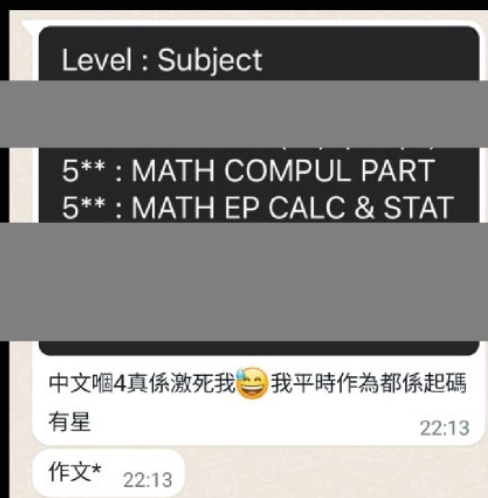 Level : Subject
5** : MATH COMPUL PART
5** : MATH EP CALC & STAT
中文嗰4真係激死我😅我平時作為都係起碼
有星
22:13
作文*
22:13